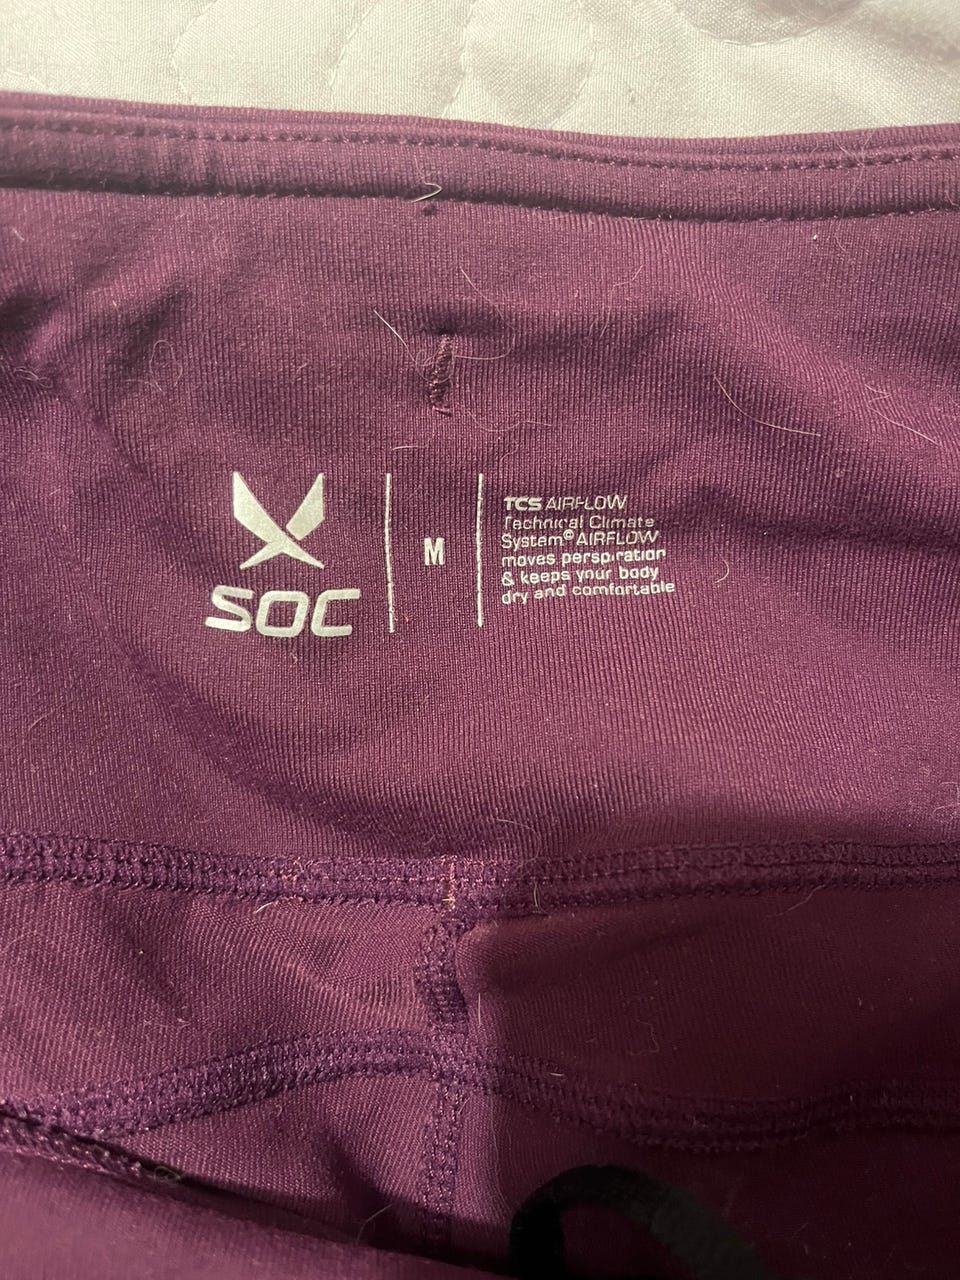 SOC
M
TCS AIRFLOW
Technical Climate
System© AIRFLOW
moves perspiration
& keeps your body
dry and comfortable